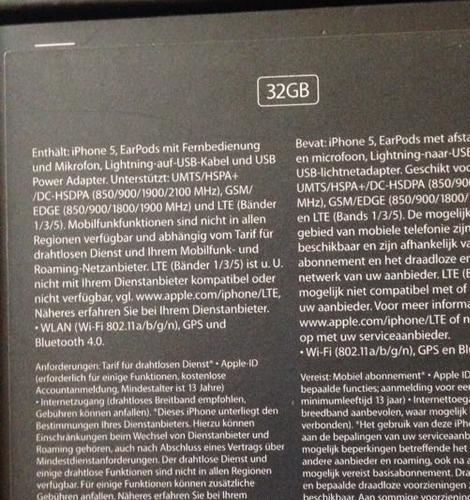 32GB
Enthält: iPhone 5, EarPods mit Fernbedienung
und Mikrofon, Lightning-auf-USB-Kabel und USB
Power Adapter. Unterstützt: UMTS/HSPA+
/DC-HSDPA (850/900/1900/2100 MHz), GSM/
EDGE (850/900/1800/1900 MHz) und LTE (Bänder
1/3/5). Mobilfunkfunktionen sind nicht in allen
Regionen verfügbar und abhängig vom Tarif für
drahtlosen Dienst und Ihrem Mobilfunk- und
Roaming-Netzanbieter. LTE (Bänder 1/3/5) ist u. U.
nicht mit Ihrem Dienstanbieter kompatibel oder
nicht verfügbar, vgl. www.apple.com/iphone/LTE,
Näheres erfahren Sie bei Ihrem Dienstanbieter.
• WLAN (Wi-Fi 802.11a/b/g/n), GPS und
Bluetooth 4.0.
Anforderungen: Tarif für drahtlosen Dienst* • Apple-ID
(erforderlich für einige Funktionen, kostenlose
Accountanmeldung, Mindestalter ist 13 Jahre)
• Internetzugang (drahtloses Breitband empfohlen,
Gebühren können anfallen). *Dieses iPhone unterliegt den
Bestimmungen Ihres Dienstanbieters. Hierzu können
Einschränkungen beim Wechsel von Dienstanbieter und
Roaming gehören, auch nach Abschluss eines Vertrags über
Mindestdienstanforderungen. Der drahtlose Dienst und
einige drahtlose Funktionen sind nicht in allen Regionen
verfügbar. Für einige Funktionen können zusätzliche
Gebühren anfallen. Näheres erfahren Sie bei Ihrem
Bevat: iPhone 5, EarPods met afsta
en microfoon, Lightning-naar-USB
USB-lichtnetadapter. Geschikt voo
UMTS/HSPA+/DC-HSPDA (850/90
MHz), GSM/EDGE (850/900/1800/
en LTE (Bands 1/3/5). De mogelijk
gebied van mobiele telefonie zijn
beschikbaar en zijn afhankelijk va
abonnement en het draadloze en
netwerk van uw aanbieder. LTE (B
mogelijk niet compatibel met of
uw aanbieder. Voor meer informa
www.apple.com/iphone/LTE of n
op met uw serviceaanbieder.
• Wi-Fi (802.11a/b/g/n), GPS en Bl
Vereist: Mobiel abonnement* • Apple ID
bepaalde functies; aanmelding voor ee
minimumleeftijd 13 jaar) • Internettoega
breedband aanbevolen, waar mogelijk
verbonden). *Het gebruik van deze iPh
aan de bepalingen van uw serviceaanb
mogelijk beperkingen betreffende het
andere aanbieder en roaming, ook na a
mogelijk vereist basisabonnement. Dra
en bepaalde draadloze voorzieningen
beschikbaar. Aan sommige voorziening